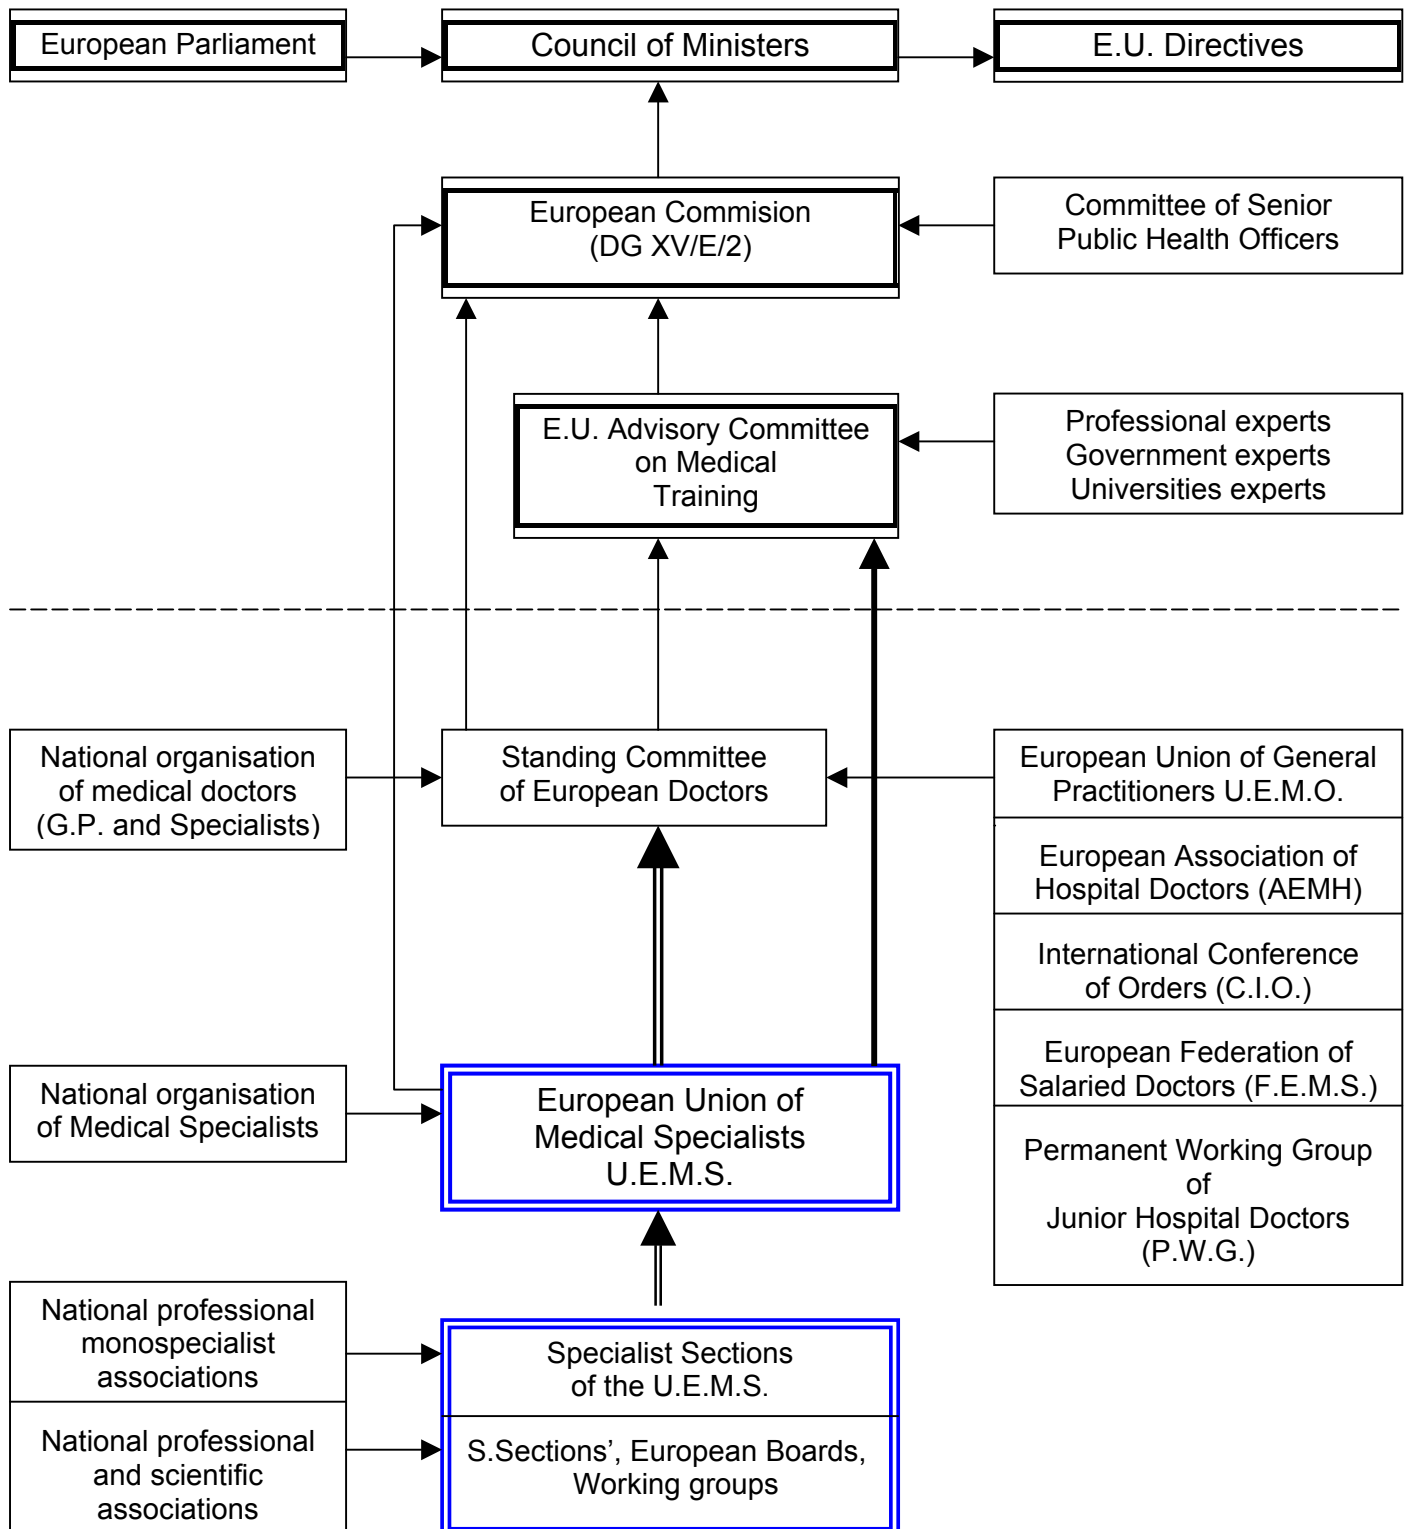 European Parliament
Council of Ministers
E.U. Directives
European Commision
(DG XV/E/2)
Committee of Senior
Public Health Officers
E.U. Advisory Committee
on Medical
Training
Professional experts
Government experts
Universities experts
National organisation
of medical doctors
(G.P. and Specialists)
Standing Committee
of European Doctors
European Union of General
Practitioners U.E.M.O.
European Association of
Hospital Doctors (AEMH)
International Conference
of Orders (C.I.O.)
European Federation of
Salaried Doctors (F.E.M.S.)
Permanent Working Group
of
Junior Hospital Doctors
(P.W.G.)
National organisation
of Medical Specialists
European Union of
Medical Specialists
U.E.M.S.
National professional
monospecialist
associations
Specialist Sections
of the U.E.M.S.
National professional
and scientific
associations
S.Sections’, European Boards,
Working groups